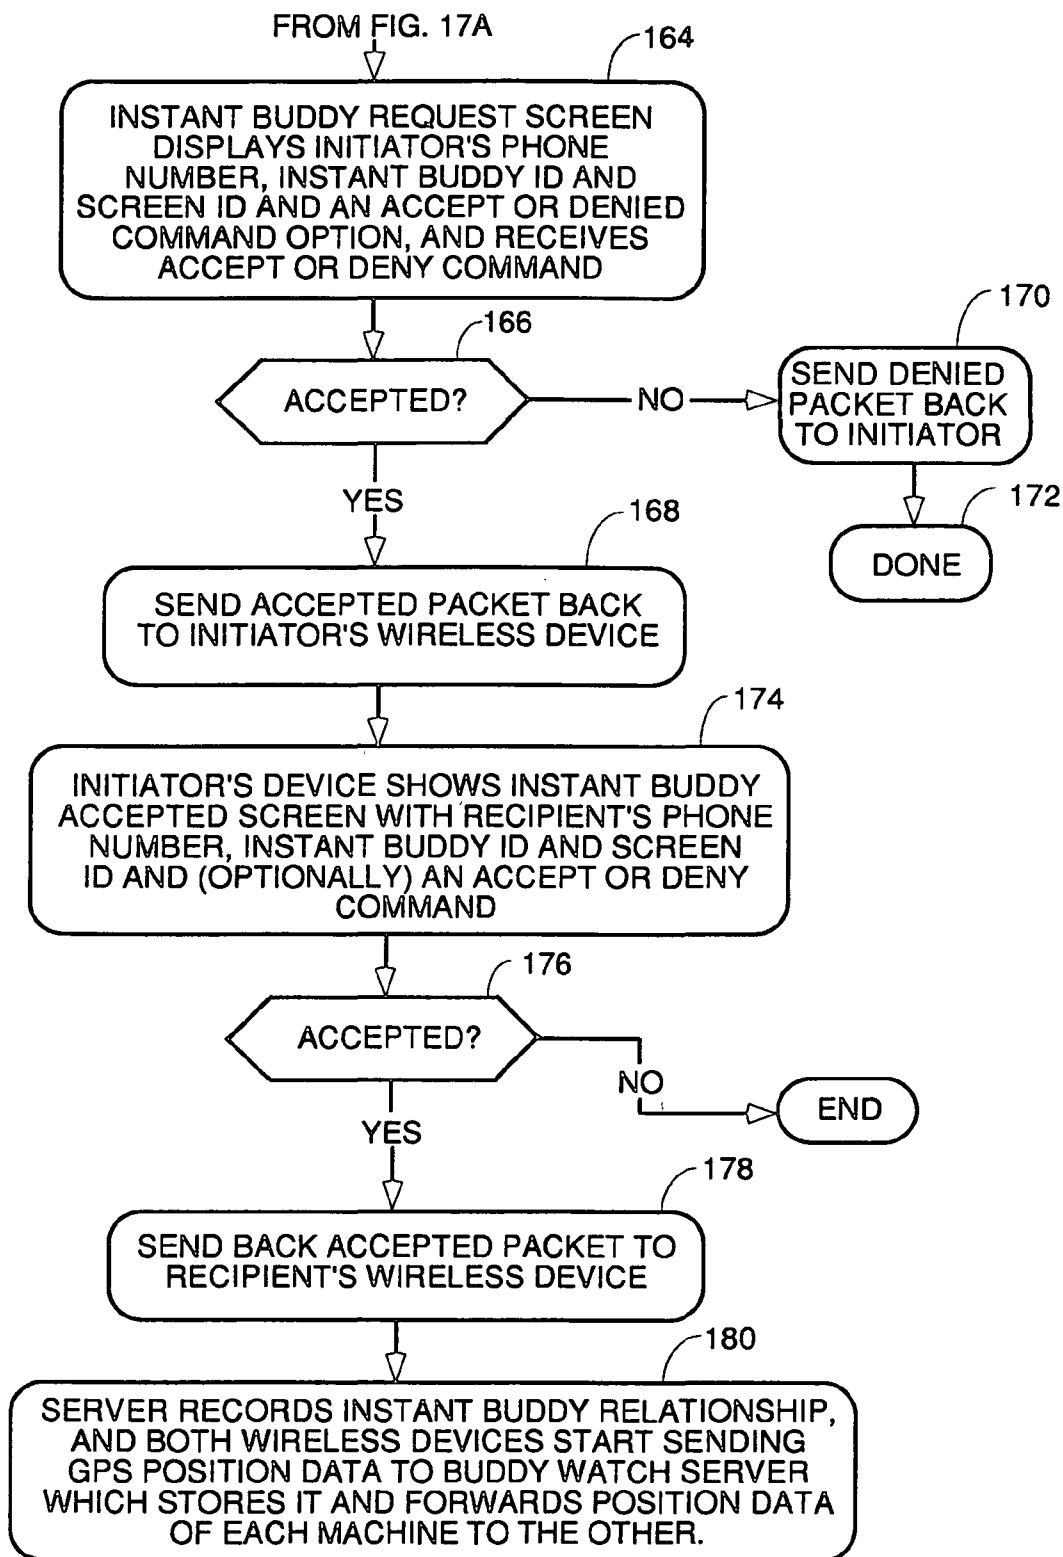 FROM FIG. 17A
164
INSTANT BUDDY REQUEST SCREEN
DISPLAYS INITIATOR'S PHONE
NUMBER, INSTANT BUDDY ID AND
SCREEN ID AND AN ACCEPT OR DENIED
COMMAND OPTION, AND RECEIVES
ACCEPT OR DENY COMMAND
166
ACCEPTED?
NO
170
SEND DENIED
PACKET BACK
TO INITIATOR
172
DONE
YES
168
SEND ACCEPTED PACKET BACK
TO INITIATOR'S WIRELESS DEVICE
174
INITIATOR'S DEVICE SHOWS INSTANT BUDDY
ACCEPTED SCREEN WITH RECIPIENT'S PHONE
NUMBER, INSTANT BUDDY ID AND SCREEN
ID AND (OPTIONALLY) AN ACCEPT OR DENY
COMMAND
176
ACCEPTED?
NO
END
YES
178
SEND BACK ACCEPTED PACKET TO
RECIPIENT'S WIRELESS DEVICE
180
SERVER RECORDS INSTANT BUDDY RELATIONSHIP,
AND BOTH WIRELESS DEVICES START SENDING
GPS POSITION DATA TO BUDDY WATCH SERVER
WHICH STORES IT AND FORWARDS POSITION DATA
OF EACH MACHINE TO THE OTHER.